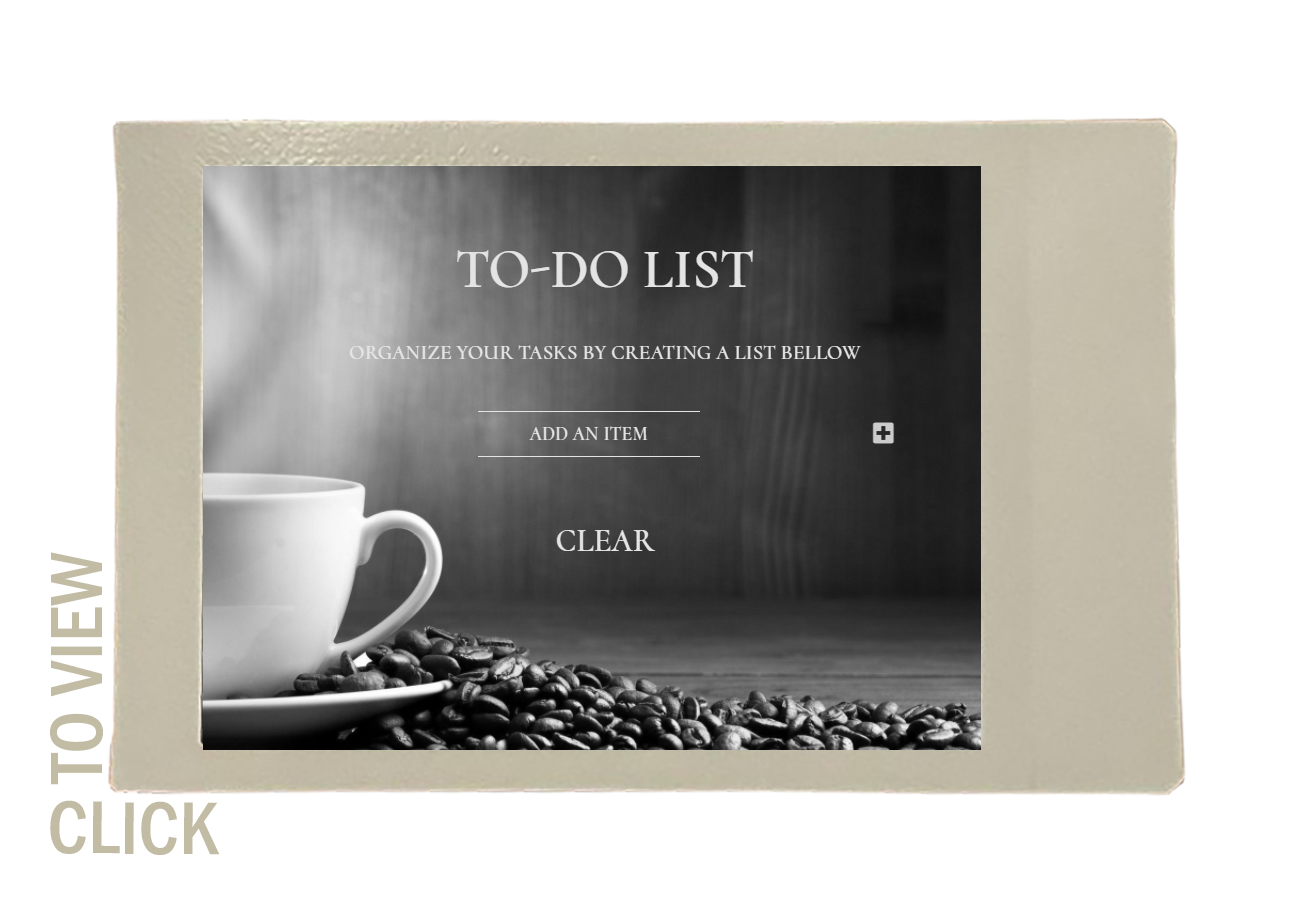 TO-DO LIST
ORGANIZE YOUR TASKS BY CREATING A LIST BELLOW
ADD AN ITEM
CLEAR
CLICK
TO VIEW